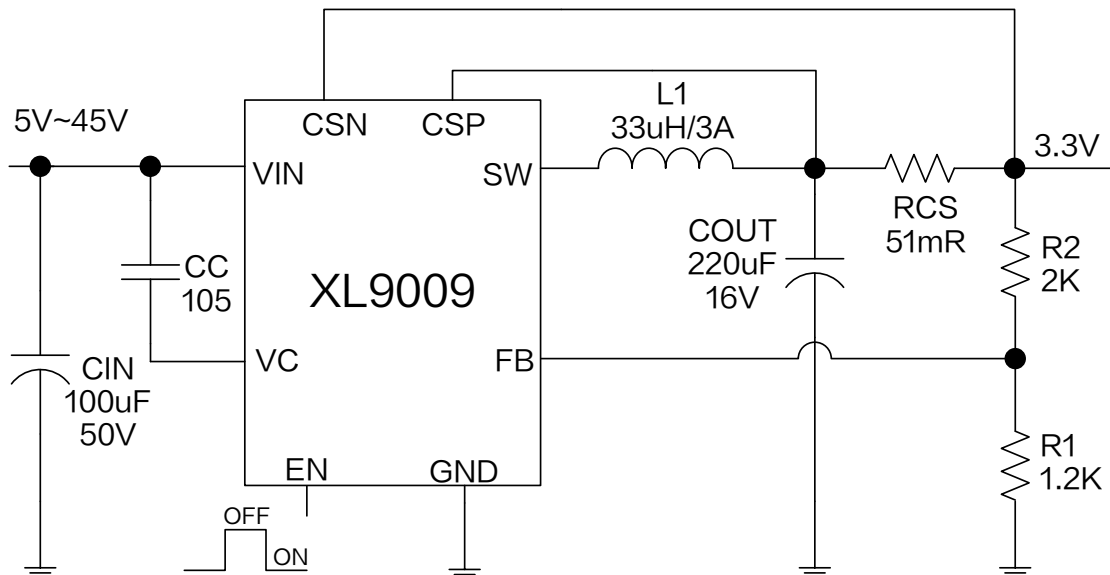 5V~45V
CSN
CSP
L1
33uH/3A
3.3V
VIN
SW
RCS
51mR
CC
105
XL9009
COUT
220uF
16V
R2
2K
VC
FB
CIN
100uF
50V
EN
GND
R1
1.2K
OFF
ON